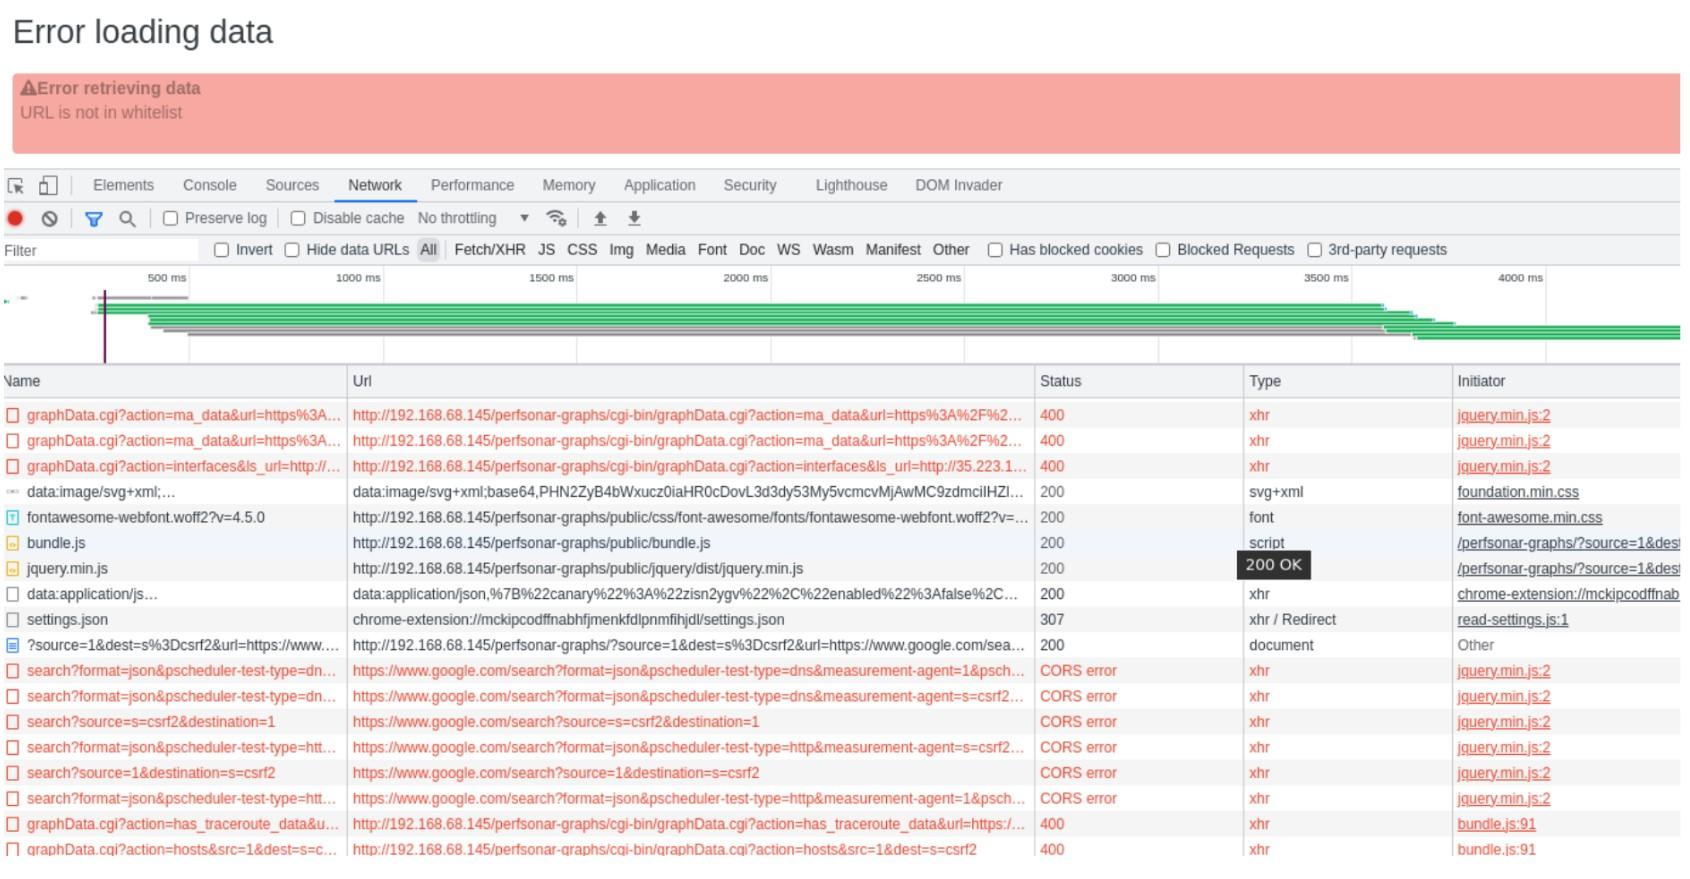 Error loading data
Error retrieving data
URL is not in whitelist
Elements Console Sources Network Performance Memory Application Security Lighthouse DOM Invader
Preserve log Disable cache No throttling
Filter Invert Hide data URLs All Fetch/XHR JS CSS Img Media Font Doc WS Wasm Manifest Other Has blocked cookies Blocked Requests 3rd-party requests
500 ms 1000 ms 1500 ms 2000 ms 2500 ms 3000 ms 3500 ms 4000 ms
Name Url Status Type Initiator
graphData.cgi?action=ma_data&url=https%3A... http://192.168.68.145/perfsonar-graphs/cgi-bin/graphData.cgi?action=ma_data&url=https%3A%2F%2... 400 xhr jquery.min.js:2
graphData.cgi?action=ma_data&url=https%3A... http://192.168.68.145/perfsonar-graphs/cgi-bin/graphData.cgi?action=ma_data&url=https%3A%2F%2... 400 xhr jquery.min.js:2
graphData.cgi?action=interfaces&ls_url=http://... http://192.168.68.145/perfsonar-graphs/cgi-bin/graphData.cgi?action=interfaces&ls_url=http://35.223.1... 400 xhr jquery.min.js:2
data:image/svg+xml;... data:image/svg+xml;base64,PHN2ZyB4bWxucz0iaHR0cDovL3d3dy53My5vcmcvMjAwMC9zdmciIHZl... 200 svg+xml foundation.min.css
fontawesome-webfont.woff2?v=4.5.0 http://192.168.68.145/perfsonar-graphs/public/css/font-awesome/fonts/fontawesome-webfont.woff2?v=... 200 font font-awesome.min.css
bundle.js http://192.168.68.145/perfsonar-graphs/public/bundle.js 200 script /perfsonar-graphs/?source=1&dest
200 OK
jquery.min.js http://192.168.68.145/perfsonar-graphs/public/jquery/dist/jquery.min.js 200 /perfsonar-graphs/?source=1&dest
data:application/js... data:application/json,%7B%22canary%22%3A%22zisn2ygv%22%2C%22enabled%22%3Afalse%2C... 200 xhr chrome-extension://mckipcodffnab
settings.json chrome-extension://mckipcodffnabhfjmenkfdlpnmfihjdl/settings.json 307 xhr / Redirect read-settings.js:1
?source=1&dest=s%3Dcsrf2&url=https://www.... http://192.168.68.145/perfsonar-graphs/?source=1&dest=s%3Dcsrf2&url=https://www.google.com/sea... 200 document Other
search?format=json&pscheduler-test-type=dn... https://www.google.com/search?format=json&pscheduler-test-type=dns&measurement-agent=1&psch... CORS error xhr jquery.min.js:2
search?format=json&pscheduler-test-type=dn... https://www.google.com/search?format=json&pscheduler-test-type=dns&measurement-agent=s=csrf2... CORS error xhr jquery.min.js:2
search?source=s=csrf2&destination=1 https://www.google.com/search?source=s=csrf2&destination=1 CORS error xhr jquery.min.js:2
search?format=json&pscheduler-test-type=htt... https://www.google.com/search?format=json&pscheduler-test-type=http&measurement-agent=s=csrf2... CORS error xhr jquery.min.js:2
search?source=1&destination=s=csrf2 https://www.google.com/search?source=1&destination=s=csrf2 CORS error xhr jquery.min.js:2
search?format=json&pscheduler-test-type=htt... https://www.google.com/search?format=json&pscheduler-test-type=http&measurement-agent=1&psch... CORS error xhr jquery.min.js:2
graphData.cgi?action=has_traceroute_data&u... http://192.168.68.145/perfsonar-graphs/cgi-bin/graphData.cgi?action=has_traceroute_data&url=https:/... 400 xhr bundle.js:91
graphData.cgi?action=hosts&src=1&dest=s=c... http://192.168.68.145/perfsonar-graphs/cgi-bin/graphData.cgi?action=hosts&src=1&dest=s=csrf2 400 xhr bundle.js:91